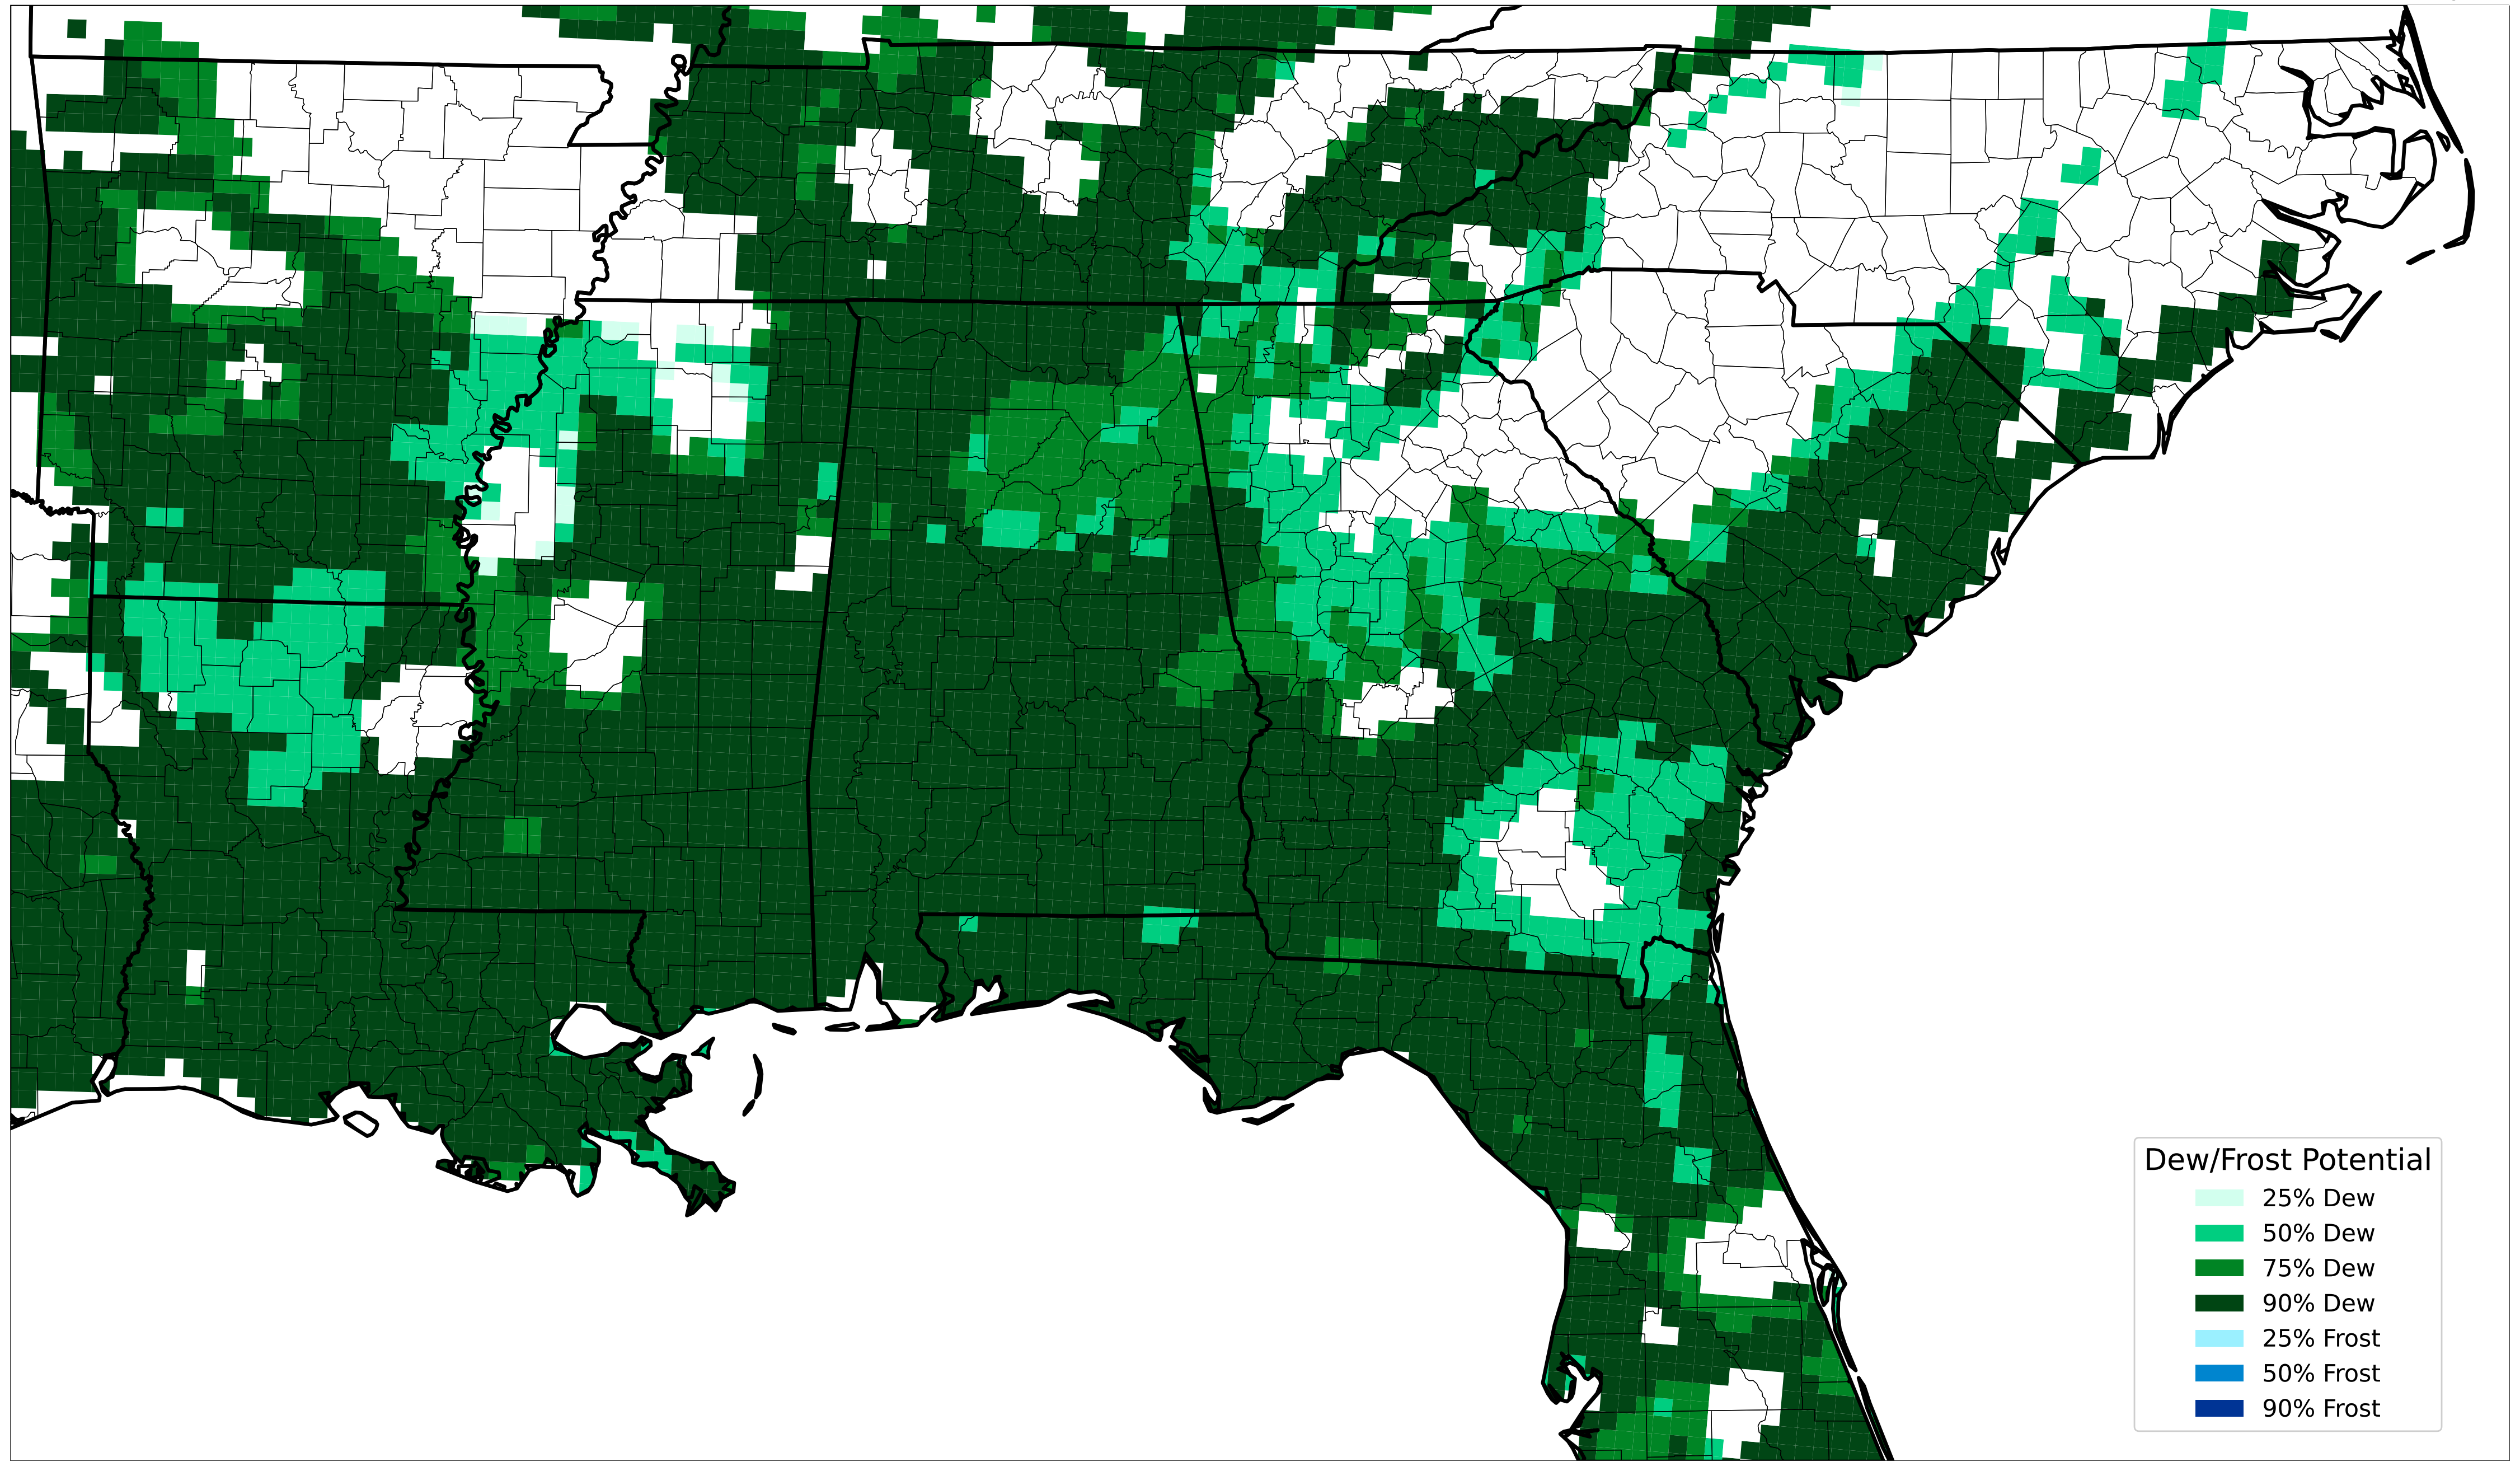 Dew/Frost Potential
25% Dew
50% Dew
75% Dew
90% Dew
25% Frost
50% Frost
90% Frost